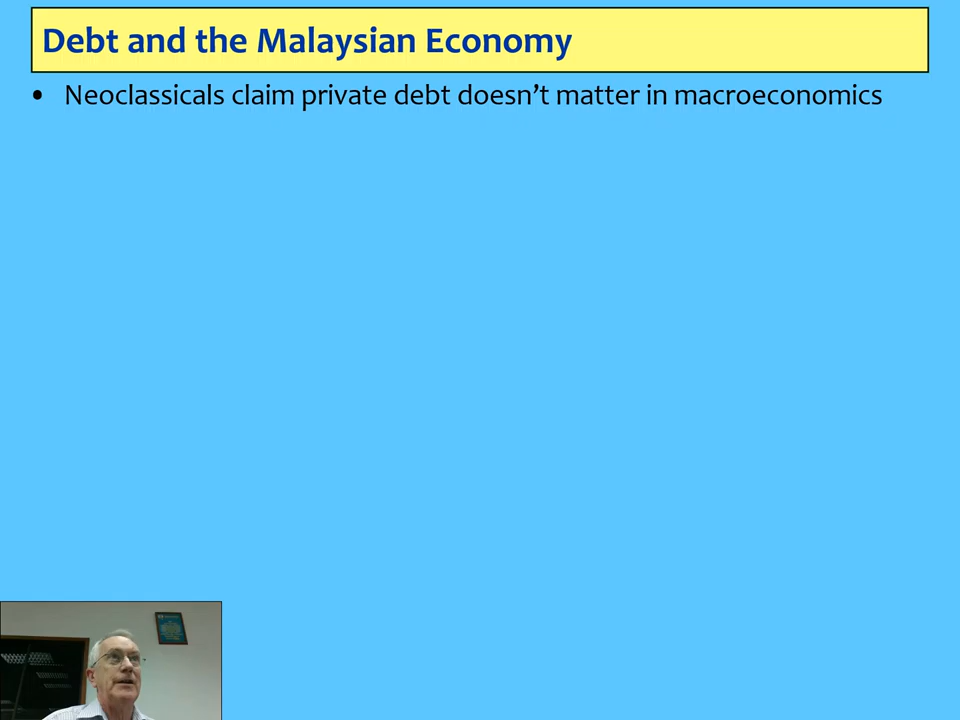 Debt and the Malaysian Economy
• Neoclassicals claim private debt doesn’t matter in macroeconomics